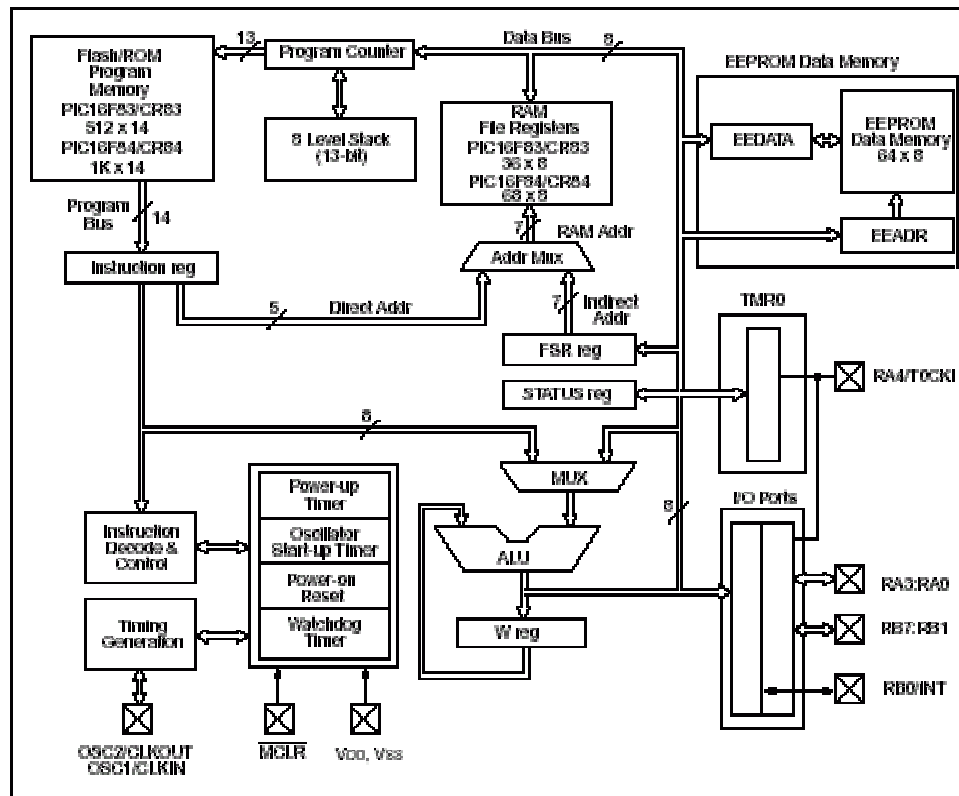 Flash/ROM
Program
Memory
PIC16F83/CR83
512 x 14
PIC16F84/CR84
1K x 14
13
Program Counter
8 Level Stack
(13-bit)
Data Bus
8
RAM
File Registers
PIC16F83/CR83
36 x 8
PIC16F84/CR84
68 x 8
EEPROM Data Memory
EEDATA
EEPROM
Data Memory
64 x 8
EEADR
Program
Bus
14
Instruction reg
7
RAM Addr
Addr Mux
5
Direct Addr
7
Indirect
Addr
FSR reg
STATUS reg
TMR0
RA4/T0CKI
8
MUX
ALU
W reg
8
I/O Ports
RA3:RA0
RB7:RB1
RB0/INT
Instruction
Decode &
Control
Timing
Generation
Power-up
Timer
Oscillator
Start-up Timer
Power-on
Reset
Watchdog
Timer
OSC2/CLKOUT
OSC1/CLKIN
MCLR
VDD, VSS